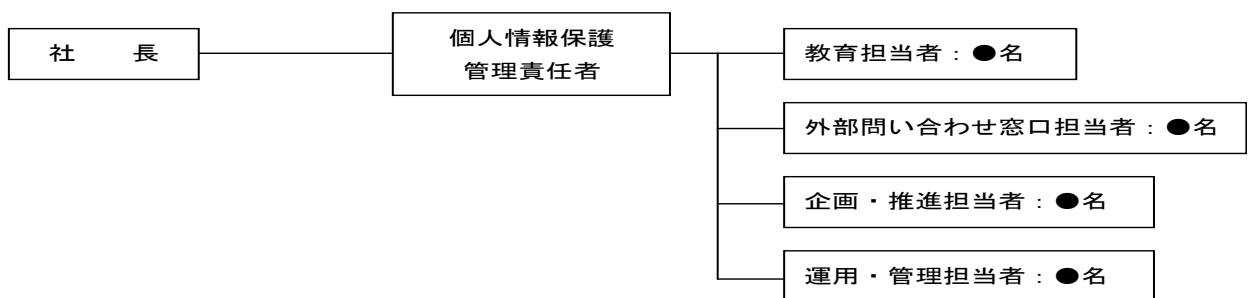 社　　長
個人情報保護
管理責任者
教育担当者：●名
外部問い合わせ窓口担当者：●名
企画・推進担当者：●名
運用・管理担当者：●名